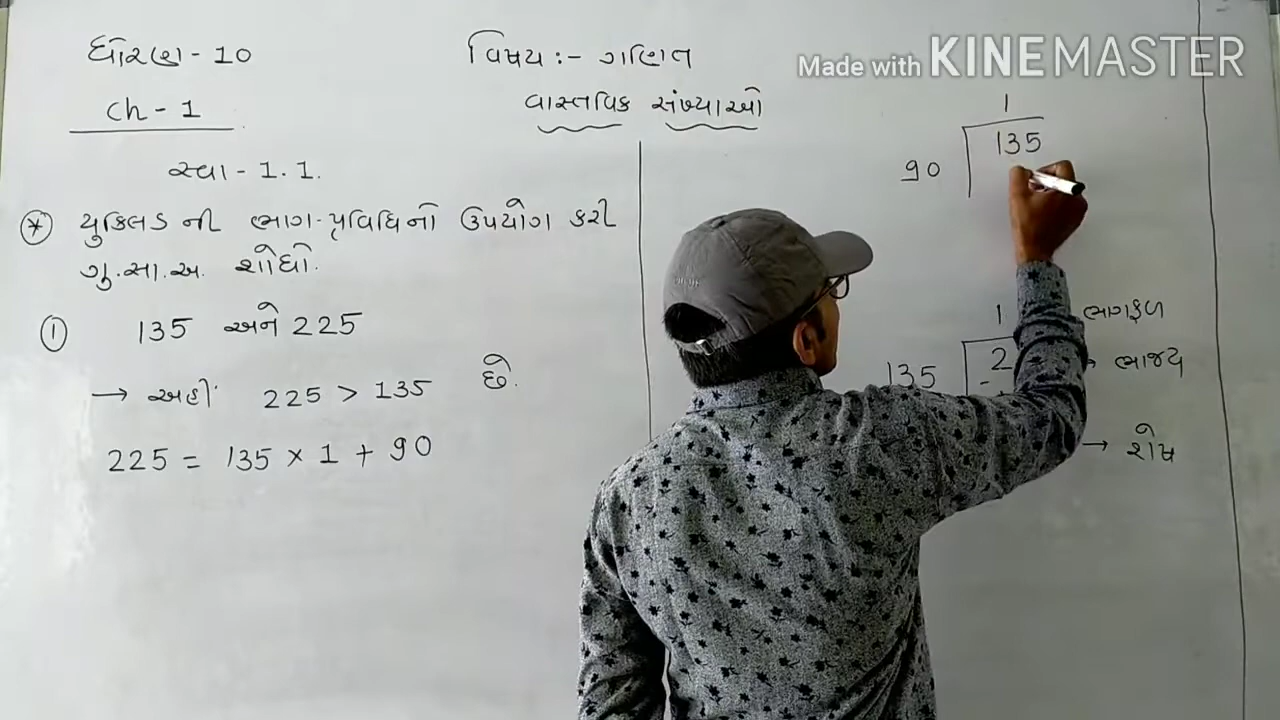 ધોરણ - 10
વિષય :- ગણિત
Made with KINEMASTER
ch - 1
વાસ્તવિક સંખ્યાઓ
સ્વા - 1.1.
* યુક્લિડ ની ભાગ-પ્રવિધિનો ઉપયોગ કરી
ગુ.સા.અ. શોધો.
① 135 અને 225
→ અહીં 225 > 135 છે.
225 = 135 × 1 + 90
1
90 135
1 ભાગફળ
135 2 ભાજ્ય
-
→ શેષ